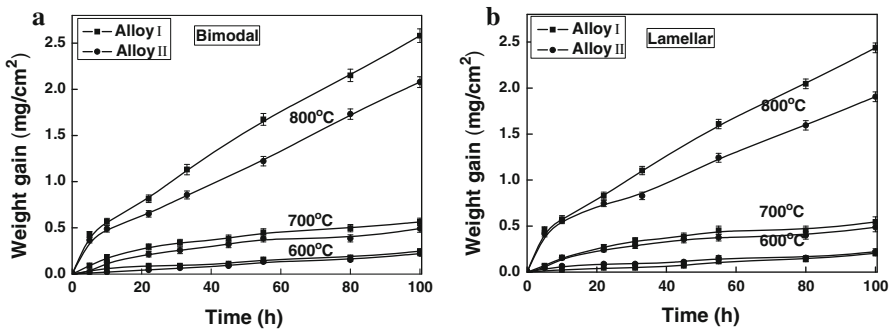 a
Alloy I
Alloy II
Bimodal
800°C
700°C
600°C
Weight gain (mg/cm²)
2.5
2.0
1.5
1.0
0.5
0.0
0 20 40 60 80 100
Time (h)
b
Alloy I
Alloy II
Lamellar
800°C
700°C
600°C
Weight gain (mg/cm²)
2.5
2.0
1.5
1.0
0.5
0.0
0 20 40 60 80 100
Time (h)